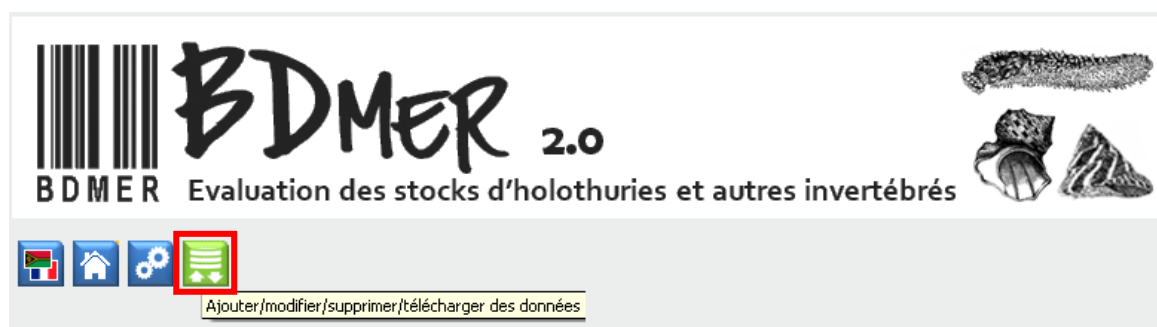 BDMER 2.0
BDMER Evaluation des stocks d'holothuries et autres invertébrés
Ajouter/modifier/supprimer/télécharger des données